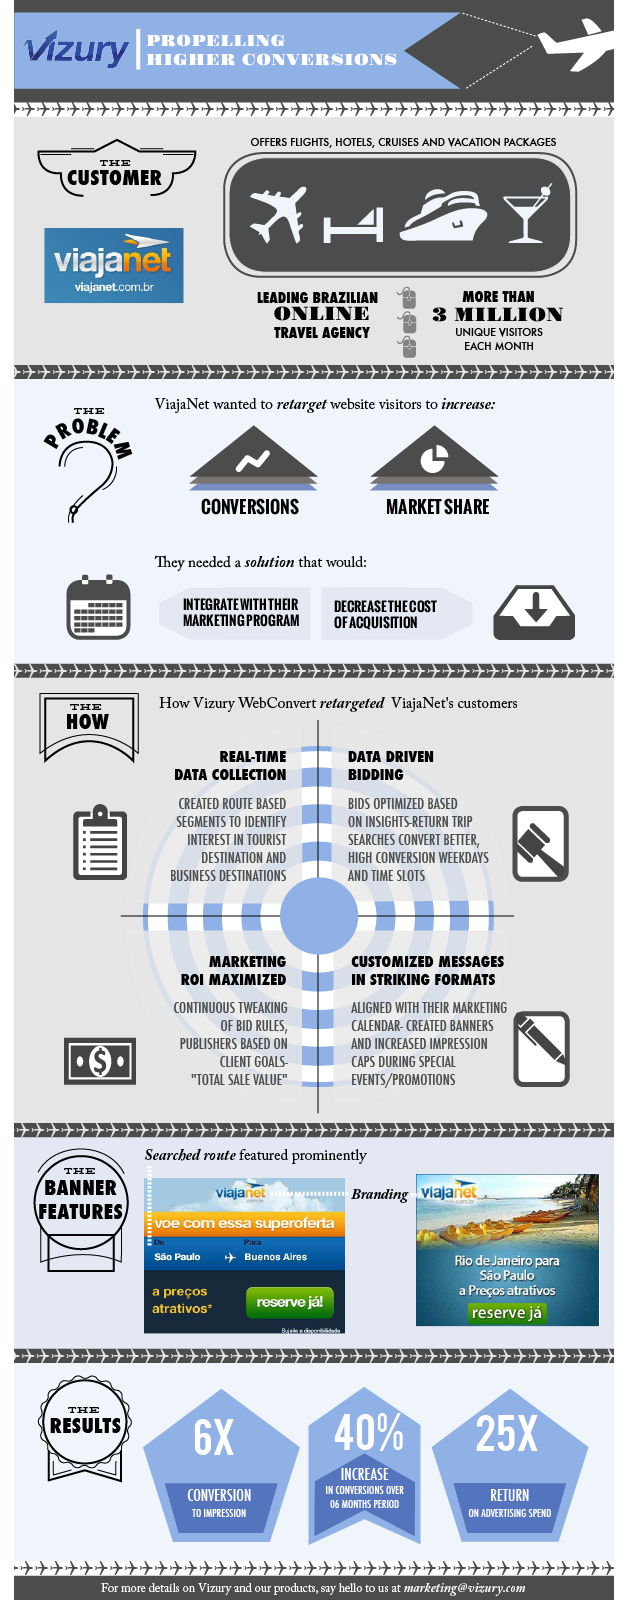 Vizury
PROPELLING
HIGHER CONVERSIONS
THE
CUSTOMER
OFFERS FLIGHTS, HOTELS, CRUISES AND VACATION PACKAGES
viajanet
viajanet.com.br
LEADING BRAZILIAN
ONLINE
TRAVEL AGENCY
MORE THAN
3 MILLION
UNIQUE VISITORS
EACH MONTH
THE
PROBLEM
ViajaNet wanted to retarget website visitors to increase:
CONVERSIONS
MARKET SHARE
They needed a solution that would:
INTEGRATE WITH THEIR
MARKETING PROGRAM
DECREASE THE COST
OF ACQUISITION
THE
HOW
How Vizury WebConvert retargeted ViajaNet's customers
REAL-TIME
DATA COLLECTION
CREATED ROUTE BASED
SEGMENTS TO IDENTIFY
INTEREST IN TOURIST
DESTINATION AND
BUSINESS DESTINATIONS
DATA DRIVEN
BIDDING
BIDS OPTIMIZED BASED
ON INSIGHTS-RETURN TRIP
SEARCHES CONVERT BETTER,
HIGH CONVERSION WEEKDAYS
AND TIME SLOTS
MARKETING
ROI MAXIMIZED
CONTINUOUS TWEAKING
OF BID RULES,
PUBLISHERS BASED ON
CLIENT GOALS-
"TOTAL SALE VALUE"
CUSTOMIZED MESSAGES
IN STRIKING FORMATS
ALIGNED WITH THEIR MARKETING
CALENDAR- CREATED BANNERS
AND INCREASED IMPRESSION
CAPS DURING SPECIAL
EVENTS/PROMOTIONS
THE
BANNER
FEATURES
Searched route featured prominently
viajanet
.com.br
voe com essa superoferta
De
Para
São Paulo
Buenos Aires
a preços
atrativos*
reserve já!
Sujeito a disponibilidade
Branding
viajanet
.com.br
Rio de Janeiro para
São Paulo
a Preços atrativos
reserve já
THE
RESULTS
6X
CONVERSION
TO IMPRESSION
40%
INCREASE
IN CONVERSIONS OVER
06 MONTHS PERIOD
25X
RETURN
ON ADVERTISING SPEND
For more details on Vizury and our products, say hello to us at marketing@vizury.com